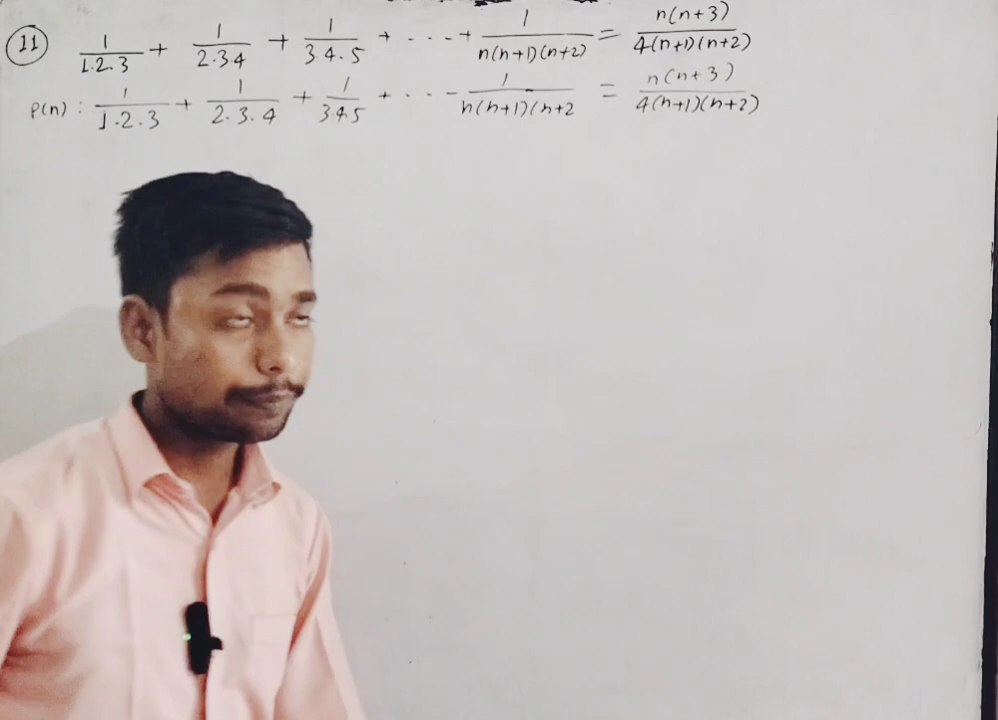 (11) 1/1.2.3 + 1/2.3.4 + 1/3.4.5 + . . . . + 1/n(n+1)(n+2) = n(n+3)/4(n+1)(n+2)
P(n) : 1/1.2.3 + 1/2.3.4 + 1/3.4.5 + . . . - 1/n(n+1)(n+2 = n(n+3)/4(n+1)(n+2)